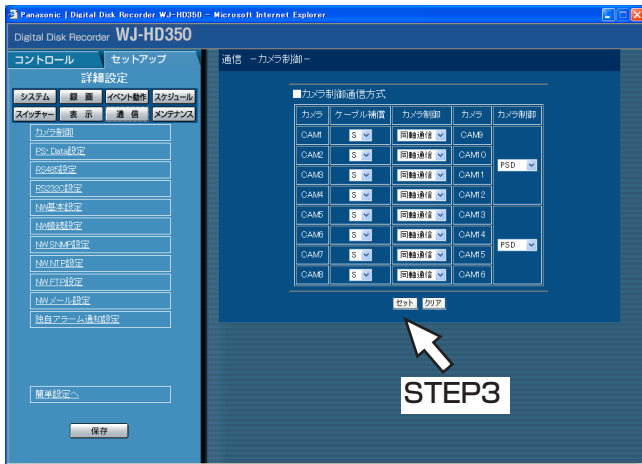 Panasonic | Digital Disk Recorder WJ-HD350 - Microsoft Internet Explorer
Digital Disk Recorder WJ-HD350
コントロール セットアップ
詳細設定
システム 録画 イベント動作 スケジュール
スイッチャー 表示 通信 メンテナンス
カメラ制御
PS・Data設定
RS485設定
RS232C設定
NW基本設定
NW接続設定
NW SNMP設定
NW NTP設定
NW FTP設定
NWメール設定
独自アラーム通知設定
簡単設定へ
保存
通信 -カメラ制御-
■カメラ制御通信方式
カメラ ケーブル補償 カメラ制御 カメラ カメラ制御
CAM1 S 同軸通信 CAM9 PSD
CAM2 S 同軸通信 CAM10
CAM3 S 同軸通信 CAM11
CAM4 S 同軸通信 CAM12
CAM5 S 同軸通信 CAM13 PSD
CAM6 S 同軸通信 CAM14
CAM7 S 同軸通信 CAM15
CAM8 S 同軸通信 CAM16
セット クリア
STEP3